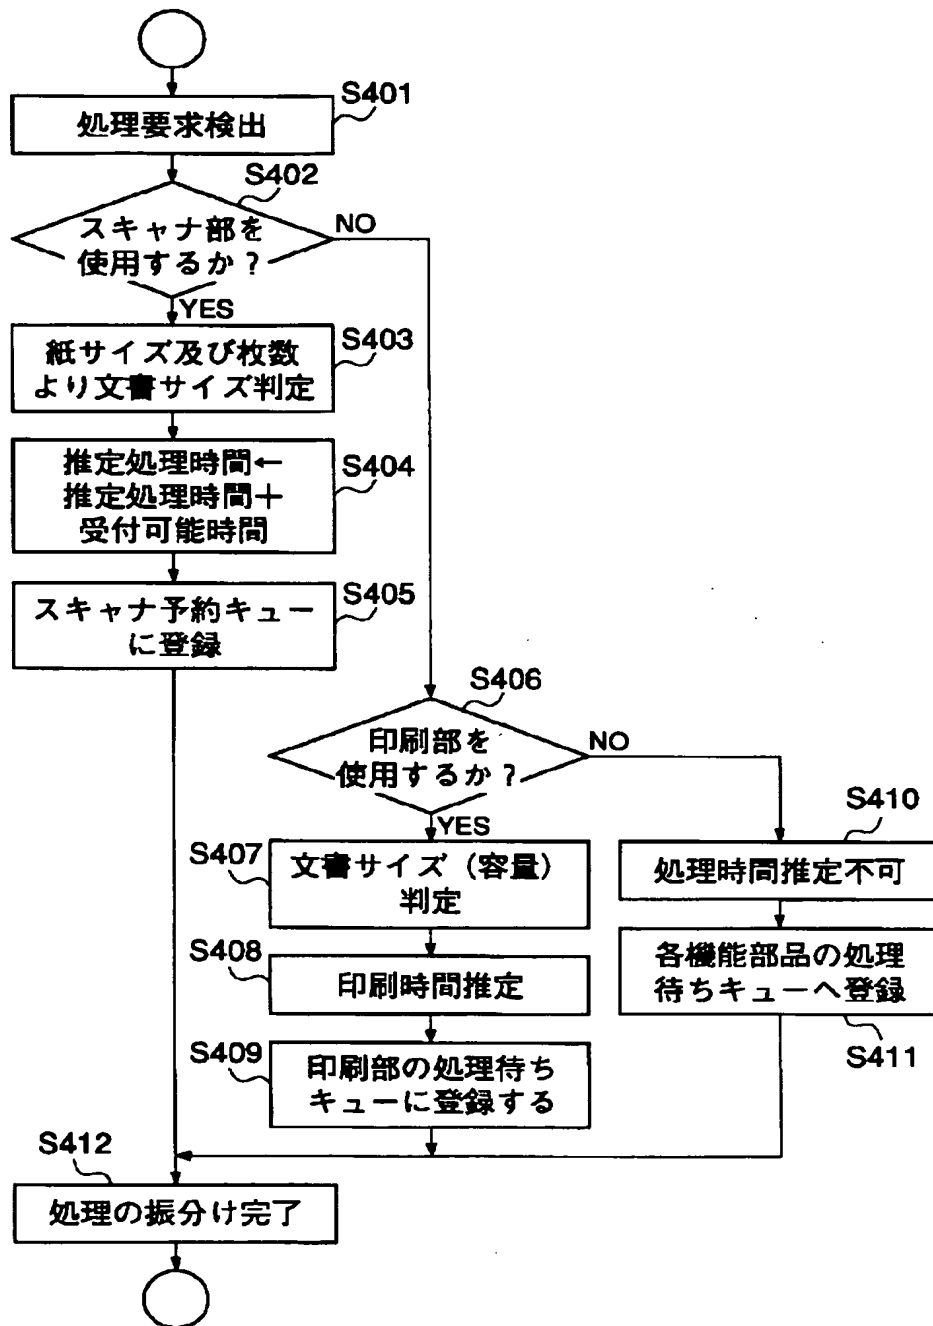 S401
処理要求検出
S402
スキャナ部を
使用するか？
NO
YES
S403
紙サイズ及び枚数
より文書サイズ判定
S404
推定処理時間←
推定処理時間＋
受付可能時間
S405
スキャナ予約キュー
に登録
S406
印刷部を
使用するか？
NO
YES
S407
文書サイズ（容量）
判定
S408
印刷時間推定
S409
印刷部の処理待ち
キューに登録する
S410
処理時間推定不可
各機能部品の処理
待ちキューへ登録
S411
S412
処理の振分け完了